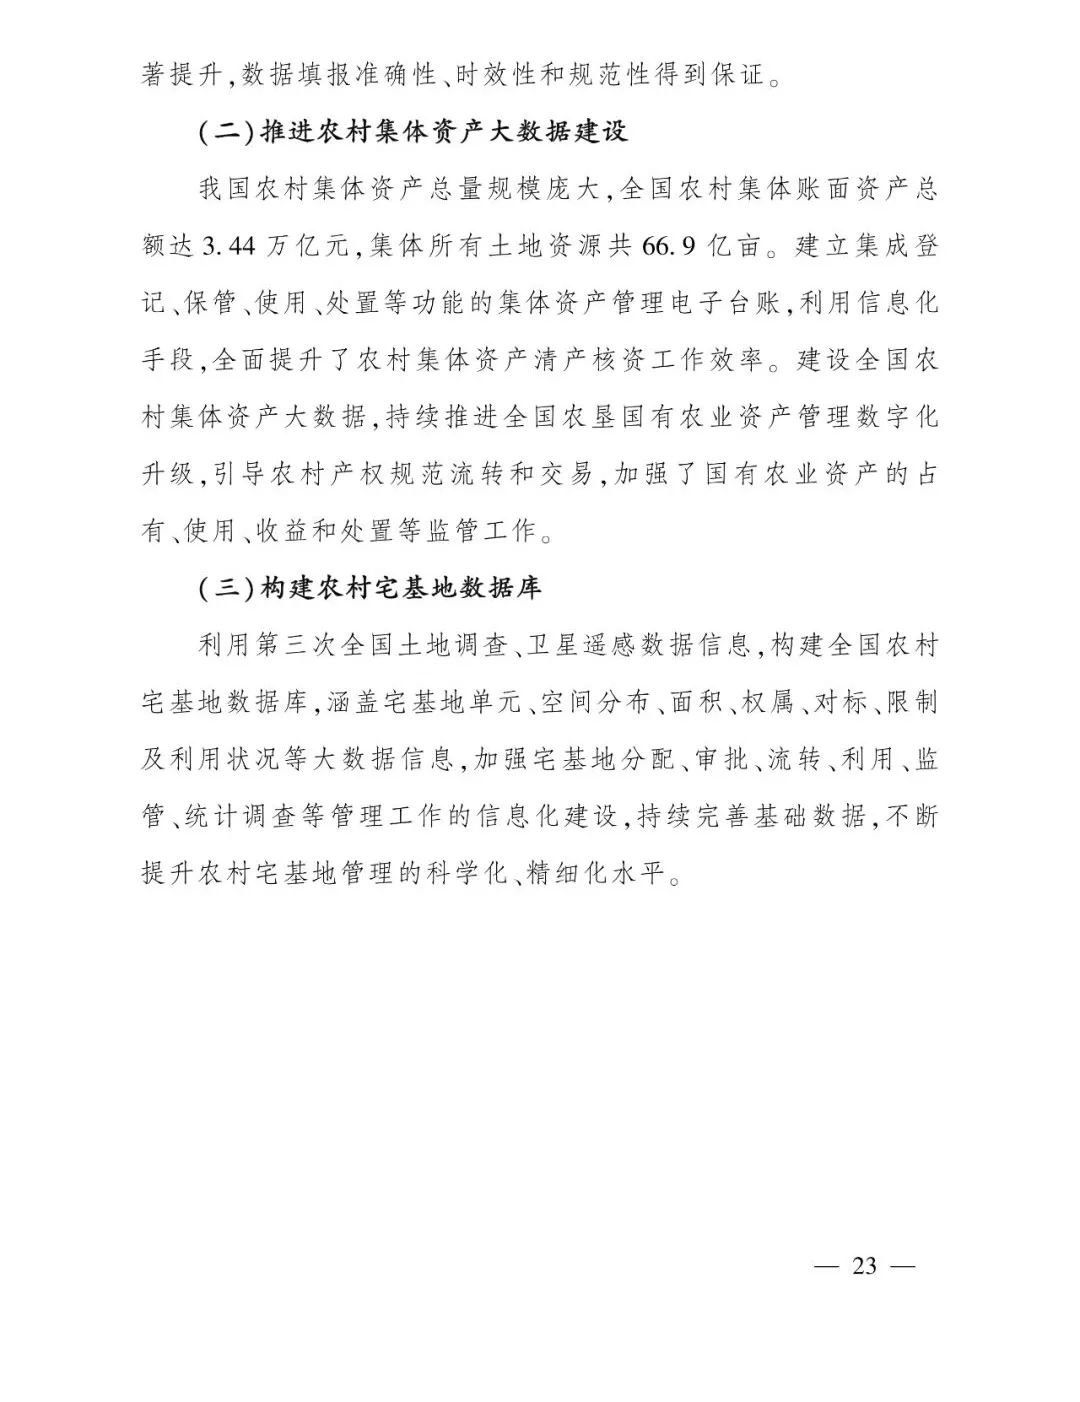 著提升，数据填报准确性、时效性和规范性得到保证。
（二）推进农村集体资产大数据建设
我国农村集体资产总量规模庞大，全国农村集体账面资产总
额达3.44万亿元，集体所有土地资源共66.9亿亩。建立集成登
记、保管、使用、处置等功能的集体资产管理电子台账，利用信息化
手段，全面提升了农村集体资产清产核资工作效率。建设全国农
村集体资产大数据，持续推进全国农垦国有农业资产管理数字化
升级，引导农村产权规范流转和交易，加强了国有农业资产的占
有、使用、收益和处置等监管工作。
（三）构建农村宅基地数据库
利用第三次全国土地调查、卫星遥感数据信息，构建全国农村
宅基地数据库，涵盖宅基地单元、空间分布、面积、权属、对标、限制
及利用状况等大数据信息，加强宅基地分配、审批、流转、利用、监
管、统计调查等管理工作的信息化建设，持续完善基础数据，不断
提升农村宅基地管理的科学化、精细化水平。
— 23 —